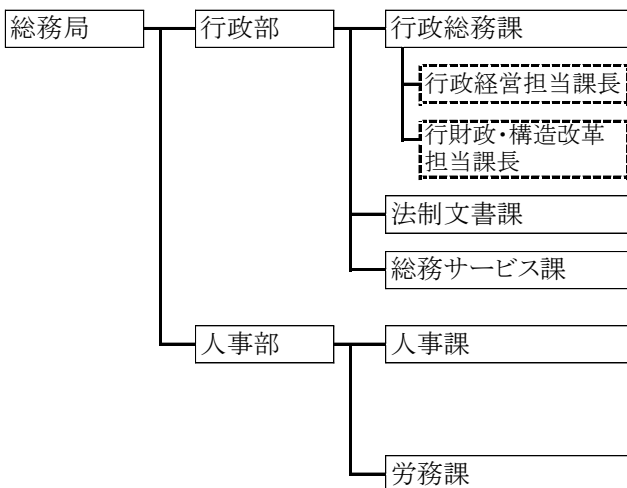 総務局
行政部
行政総務課
行政経営担当課長
行財政・構造改革
担当課長
法制文書課
総務サービス課
人事部
人事課
労務課